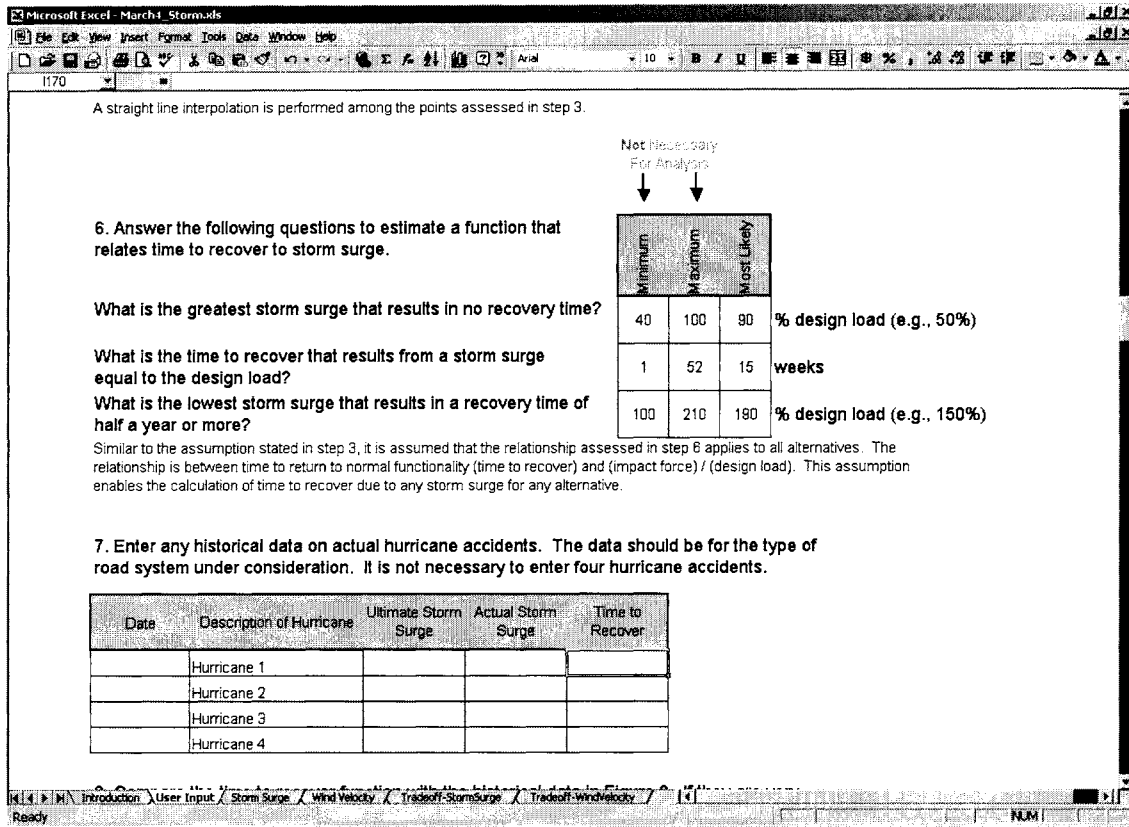 Microsoft Excel - March4_Storm.xls
File Edit View Insert Format Tools Data Window Help
Arial 10 B I U $ % ,
I170 =
A straight line interpolation is performed among the points assessed in step 3.
Not Necessary
For Analysis
6. Answer the following questions to estimate a function that
relates time to recover to storm surge.
Minimum Maximum Most Likely
What is the greatest storm surge that results in no recovery time? 40 100 90 % design load (e.g., 50%)
What is the time to recover that results from a storm surge
equal to the design load? 1 52 15 weeks
What is the lowest storm surge that results in a recovery time of
half a year or more? 100 210 190 % design load (e.g., 150%)
Similar to the assumption stated in step 3, it is assumed that the relationship assessed in step 6 applies to all alternatives. The
relationship is between time to return to normal functionality (time to recover) and (impact force) / (design load). This assumption
enables the calculation of time to recover due to any storm surge for any alternative.
7. Enter any historical data on actual hurricane accidents. The data should be for the type of
road system under consideration. It is not necessary to enter four hurricane accidents.
Date Description of Hurricane Ultimate Storm Surge Actual Storm Surge Time to Recover
Hurricane 1
Hurricane 2
Hurricane 3
Hurricane 4
Introduction User Input Storm Surge Wind Velocity Tradeoff-StormSurge Tradeoff-WindVelocity
Ready NUM